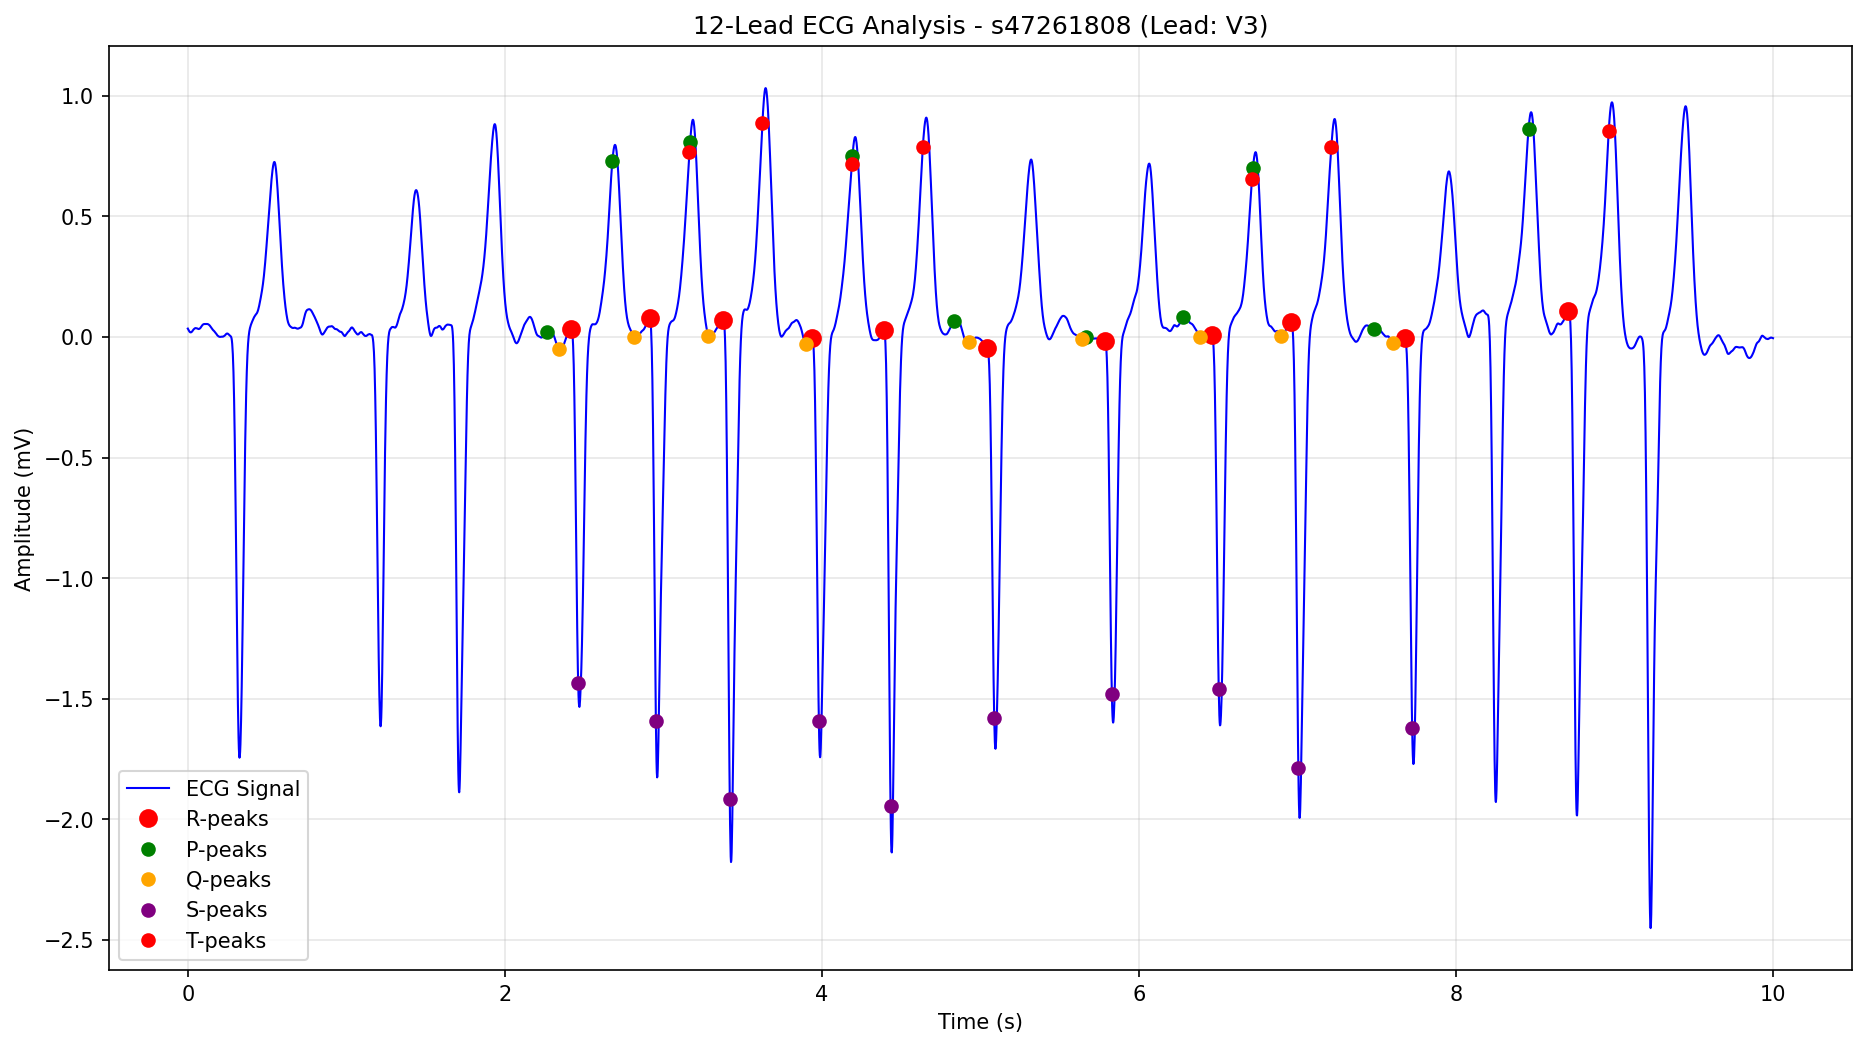 12-Lead ECG Analysis - s47261808 (Lead: V3)
1.0
0.5
0.0
−0.5
−1.0
−1.5
−2.0
−2.5
Amplitude (mV)
ECG Signal
R-peaks
P-peaks
Q-peaks
S-peaks
T-peaks
0 2 4 6 8 10
Time (s)